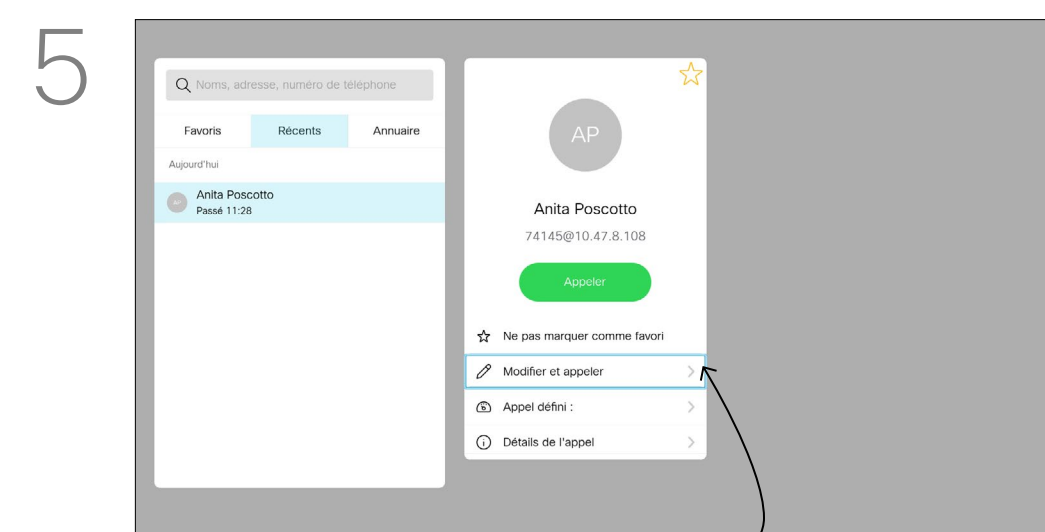 5
Noms, adresse, numéro de téléphone
Favoris Récents Annuaire
Aujourd'hui
AP
Anita Poscotto
Passé 11:28
AP
Anita Poscotto
74145@10.47.8.108
Appeler
Ne pas marquer comme favori
Modifier et appeler
Appel défini :
Détails de l'appel